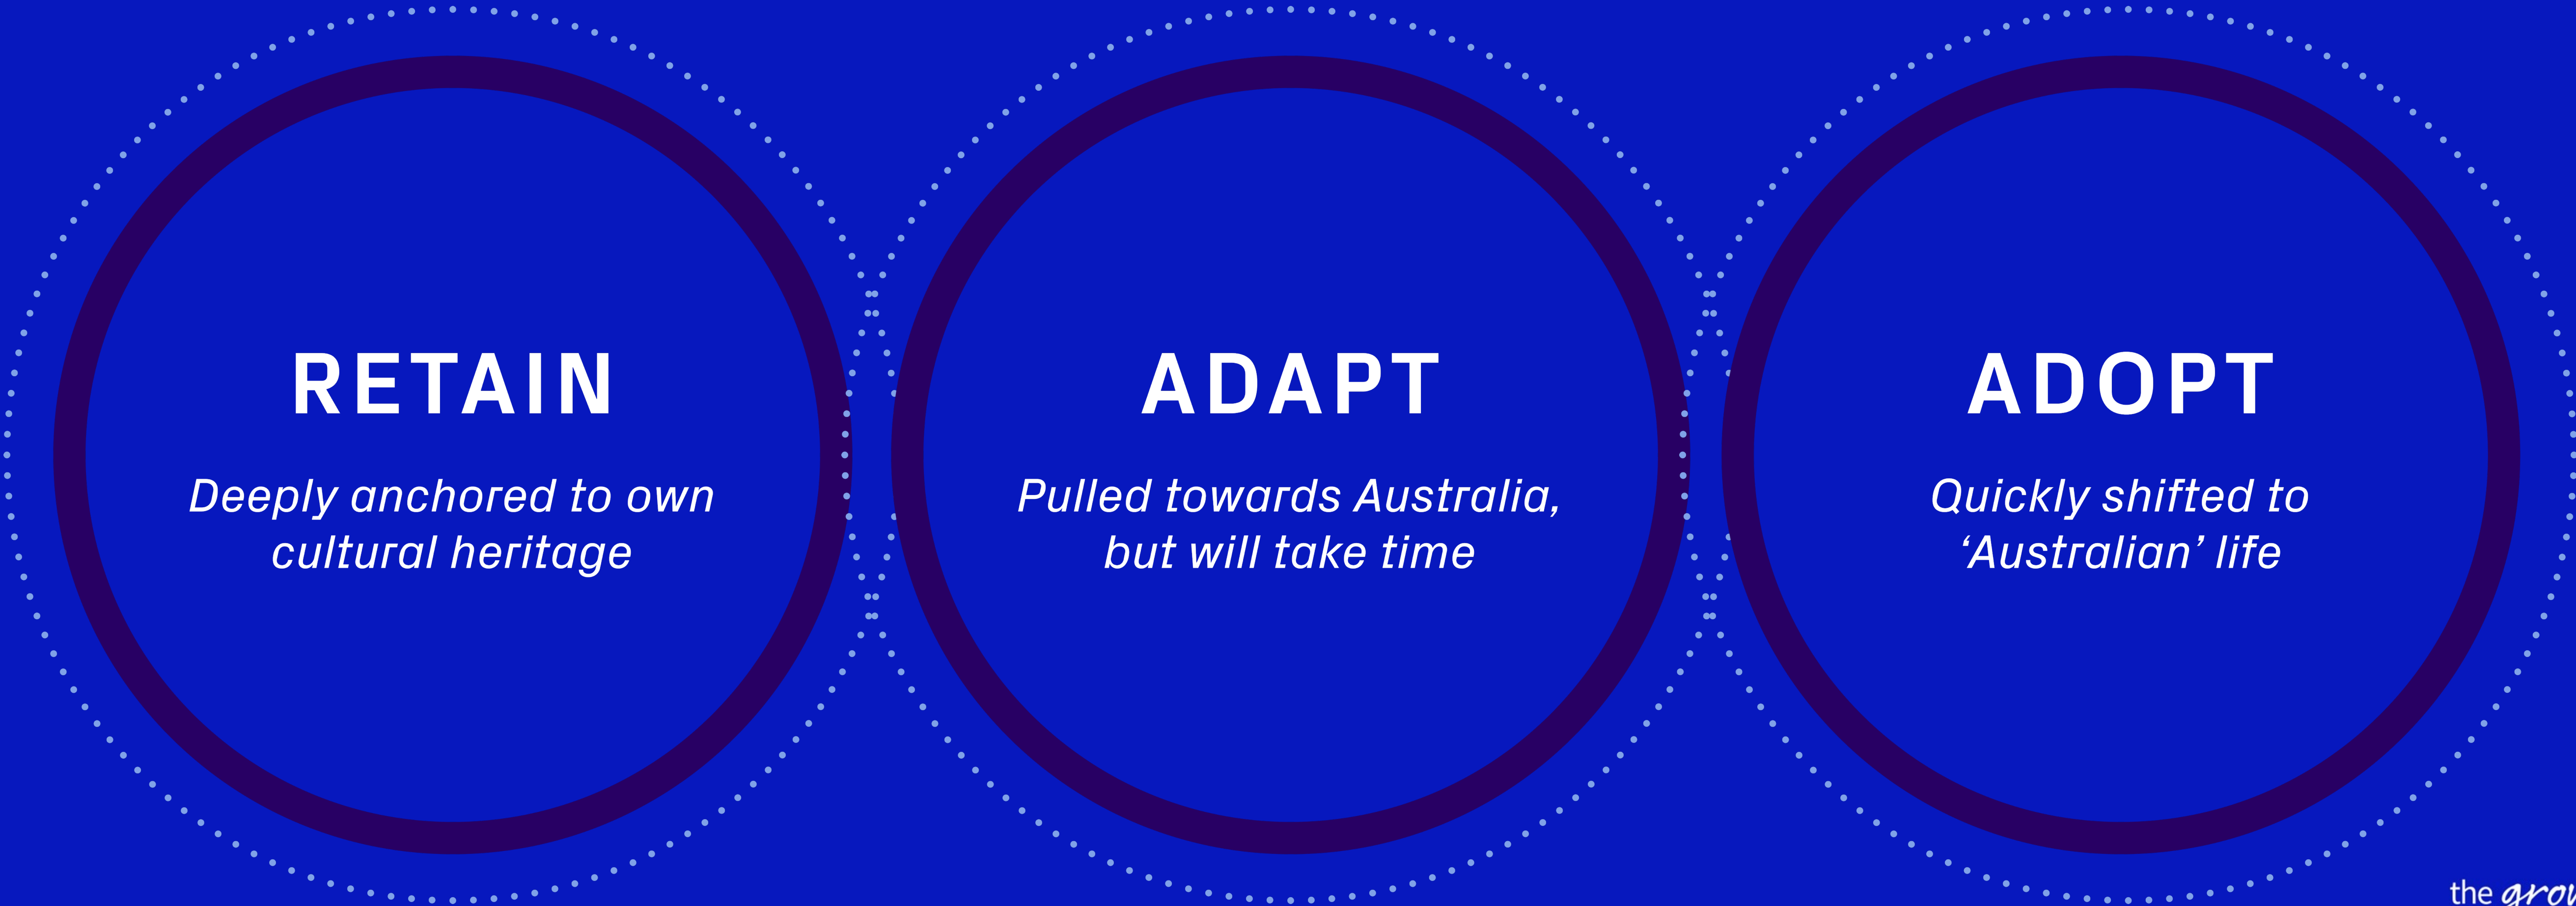 RETAIN
Deeply anchored to own
cultural heritage
ADAPT
Pulled towards Australia,
but will take time
ADOPT
Quickly shifted to
‘Australian’ life
the